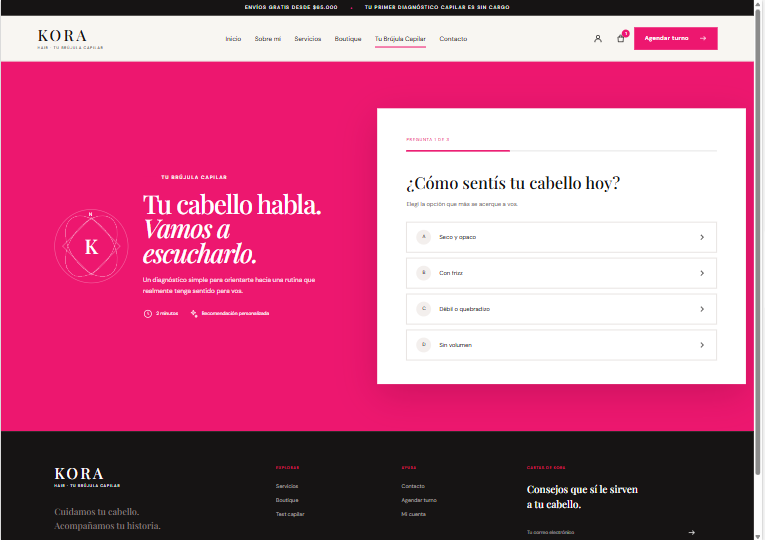 ENVÍOS GRATIS DESDE $65.000 · TU PRIMER DIAGNÓSTICO CAPILAR ES SIN CARGO
KORA
HAIR · TU BRÚJULA CAPILAR
Inicio Sobre mí Servicios Boutique Tu Brújula Capilar Contacto
1
Agendar turno →
TU BRÚJULA CAPILAR
N
K
Tu cabello habla.
Vamos a
escucharlo.
Un diagnóstico simple para orientarte hacia una rutina que
realmente tenga sentido para vos.
2 minutos Recomendación personalizada
PREGUNTA 1 DE 3
¿Cómo sentís tu cabello hoy?
Elegí la opción que más se acerque a vos.
A Seco y opaco
B Con frizz
C Débil o quebradizo
D Sin volumen
KORA
HAIR · TU BRÚJULA CAPILAR
Cuidamos tu cabello.
Acompañamos tu historia.
EXPLORAR
Servicios
Boutique
Test capilar
AYUDA
Contacto
Agendar turno
Mi cuenta
CARTAS DE KORA
Consejos que sí le sirven
a tu cabello.
Tu correo electrónico →